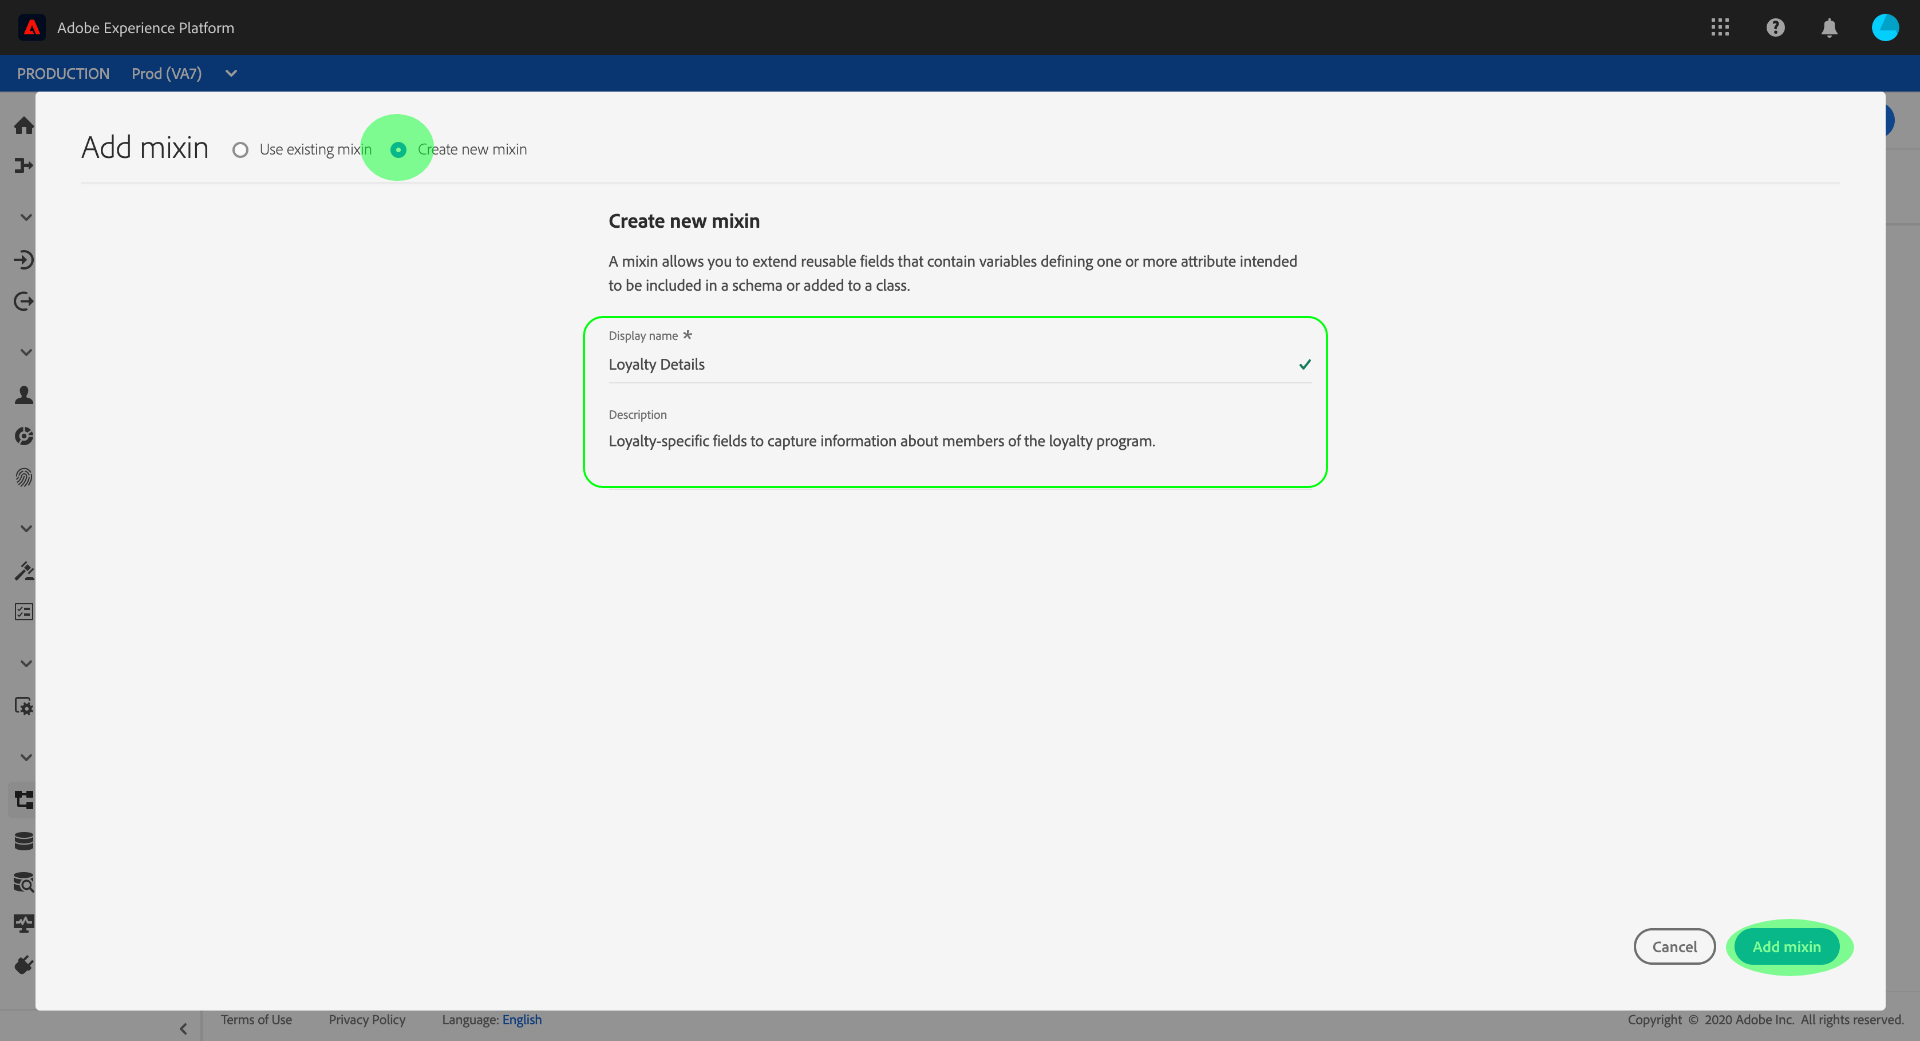 Adobe Experience Platform
PRODUCTION Prod (VA7)
Add mixin Use existing mixin Create new mixin
Create new mixin
A mixin allows you to extend reusable fields that contain variables defining one or more attribute intended
to be included in a schema or added to a class.
Display name *
Loyalty Details
Description
Loyalty-specific fields to capture information about members of the loyalty program.
Cancel Add mixin
Terms of Use Privacy Policy Language: English Copyright © 2020 Adobe Inc. All rights reserved.